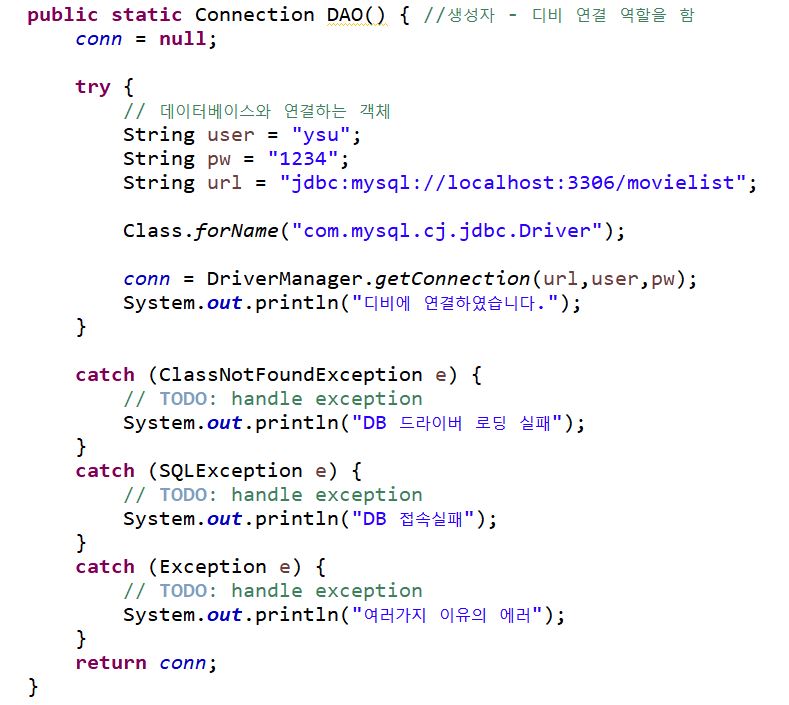 public static Connection DAO() { //생성자 - 디비 연결 역할을 함
conn = null;
try {
// 데이터베이스와 연결하는 객체
String user = "ysu";
String pw = "1234";
String url = "jdbc:mysql://localhost:3306/movielist";
Class.forName("com.mysql.cj.jdbc.Driver");
conn = DriverManager.getConnection(url,user,pw);
System.out.println("디비에 연결하였습니다.");
}
catch (ClassNotFoundException e) {
// TODO: handle exception
System.out.println("DB 드라이버 로딩 실패");
}
catch (SQLException e) {
// TODO: handle exception
System.out.println("DB 접속실패");
}
catch (Exception e) {
// TODO: handle exception
System.out.println("여러가지 이유의 에러");
}
return conn;
}